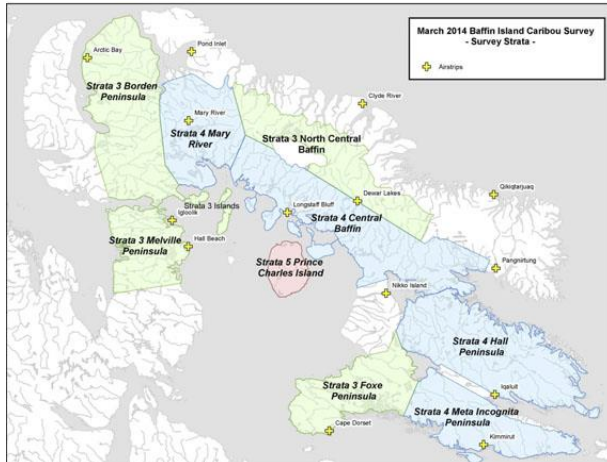 March 2014 Baffin Island Caribou Survey
- Survey Strata -
Airstrips
Arctic Bay
Pond Inlet
Strata 3 Borden
Peninsula
Mary River
Clyde River
Strata 4 Mary
River
Strata 3 North Central
Baffin
Qikiqtarjuaq
Strata 3 Islands
Igloolik
Dewar Lakes
Longstaff Bluff
Strata 4 Central
Baffin
Strata 3 Melville
Peninsula
Hall Beach
Strata 5 Prince
Charles Island
Pangnirtung
Nikko Island
Strata 4 Hall
Peninsula
Strata 3 Foxe
Peninsula
Iqaluit
Strata 4 Meta Incognita
Peninsula
Cape Dorset
Kimmirut